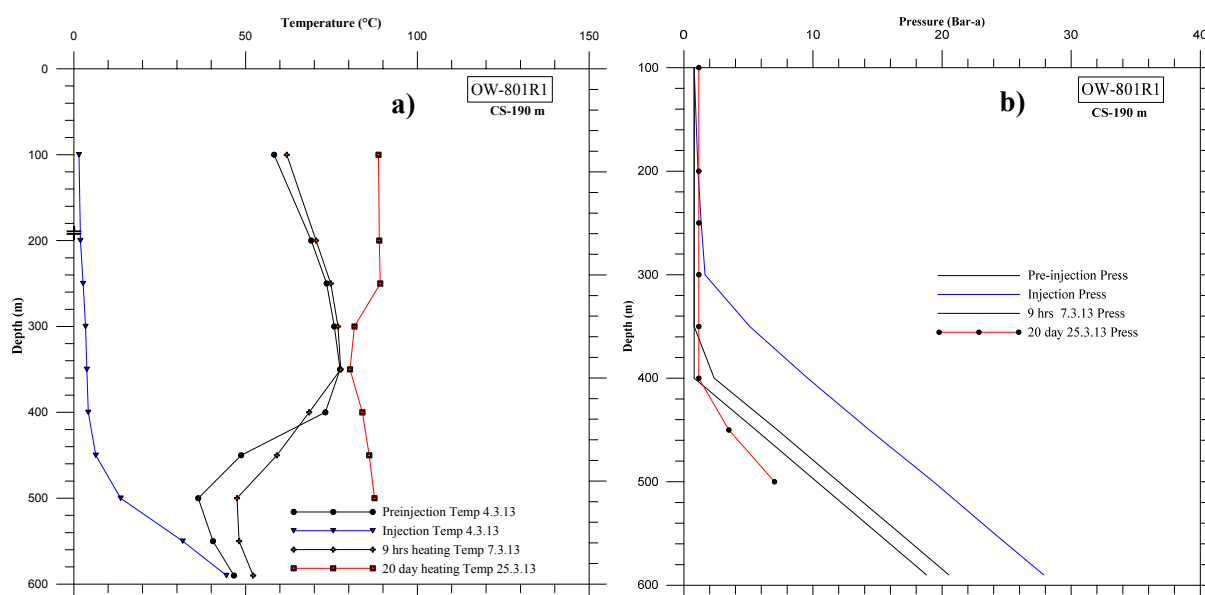 Temperature (°C)
0 50 100 150
0
100
200
300
400
500
600
Depth (m)
a)
OW-801R1
CS-190 m
Preinjection Temp 4.3.13
Injection Temp 4.3.13
9 hrs heating Temp 7.3.13
20 day heating Temp 25.3.13
Pressure (Bar-a)
0 10 20 30 40
100
200
300
400
500
600
Depth (m)
b)
OW-801R1
CS-190 m
Pre-injection Press
Injection Press
9 hrs 7.3.13 Press
20 day 25.3.13 Press